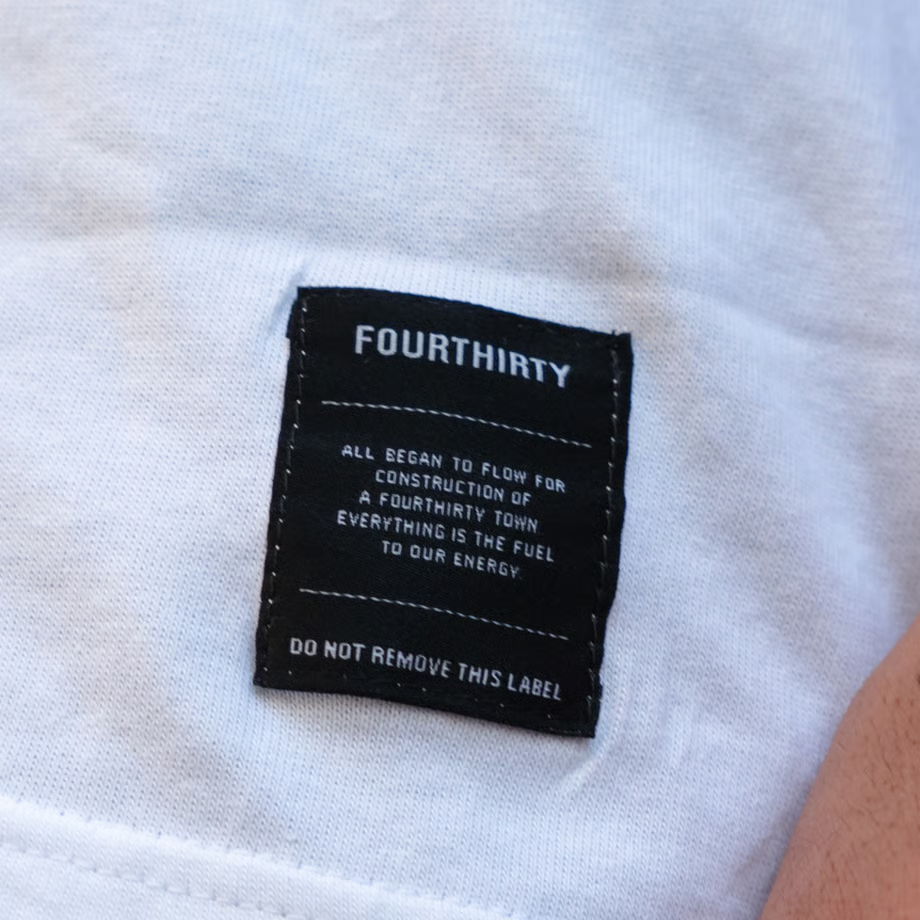 FOURTHIRTY
ALL BEGAN TO FLOW FOR
CONSTRUCTION OF
A FOURTHIRTY TOWN
EVERYTHING IS THE FUEL
TO OUR ENERGY.
DO NOT REMOVE THIS LABEL